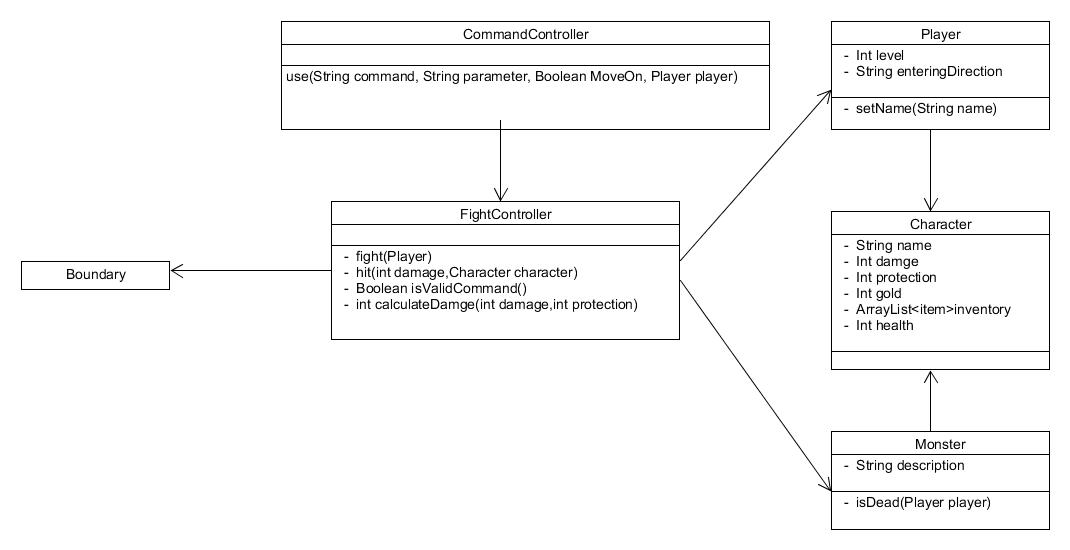 CommandController
use(String command, String parameter, Boolean MoveOn, Player player)
Player
- Int level
- String enteringDirection
- setName(String name)
FightController
- fight(Player)
- hit(int damage,Character character)
- Boolean isValidCommand()
- int calculateDamge(int damage,int protection)
Boundary
Character
- String name
- Int damge
- Int protection
- Int gold
- ArrayList<item>inventory
- Int health
Monster
- String description
- isDead(Player player)